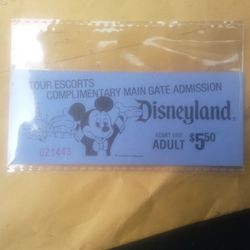 TOUR ESCORTS
COMPLIMENTARY MAIN GATE ADMISSION
Disneyland
ADMIT ONE
ADULT $5.50
021443